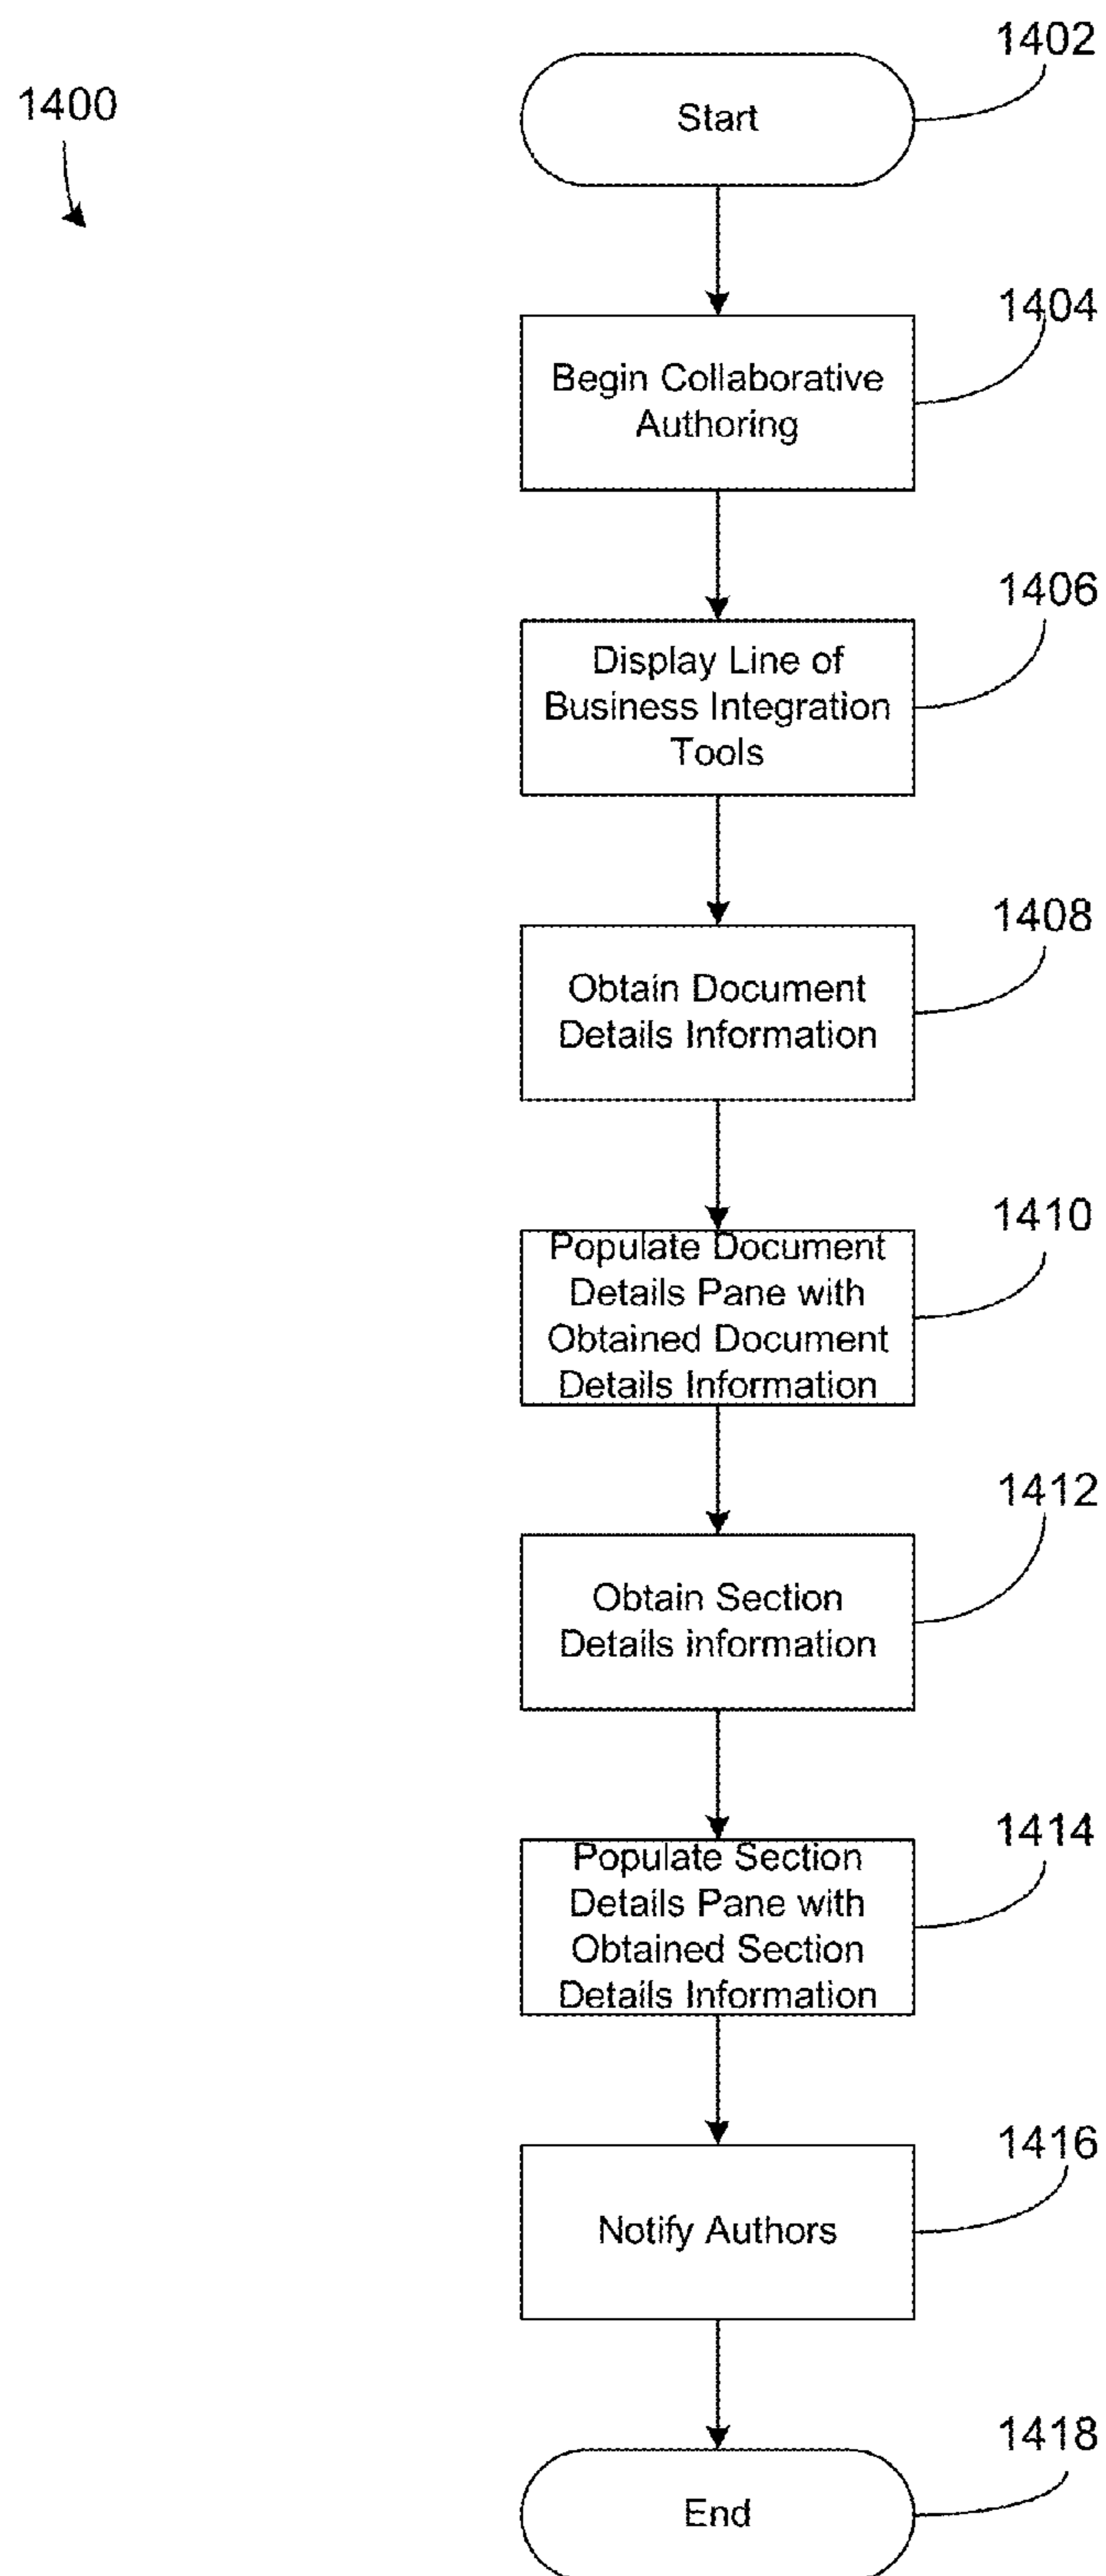 1402
1400
Start
1404
Begin Collaborative
Authoring
1406
Display Line of
Business Integration
Tools
1408
Obtain Document
Details Information
1410
Populate Document
Details Pane with
Obtained Document
Details Information
1412
Obtain Section
Details information
1414
Populate Section
Details Pane with
Obtained Section
Details Information
1416
Notify Authors
1418
End